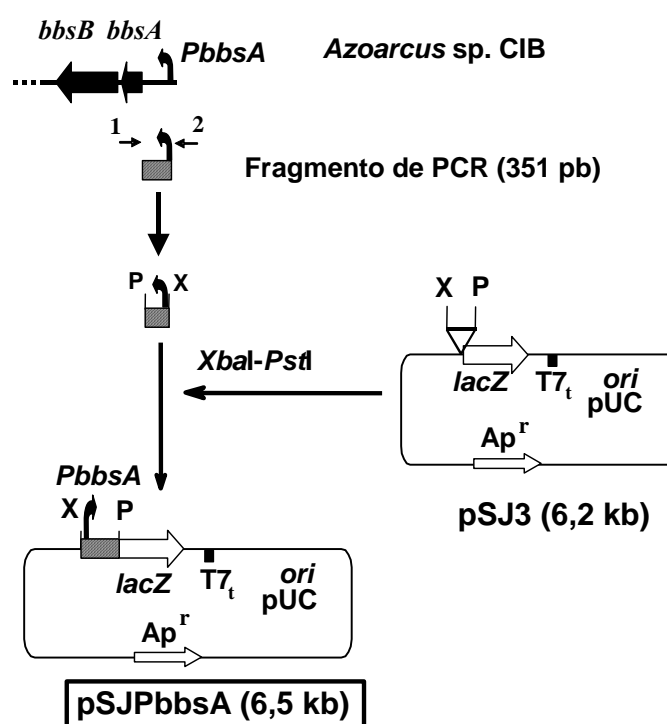 bbsB bbsA
PbbsA
Azoarcus sp. CIB
1 2
Fragmento de PCR (351 pb)
P X
X P
XbaI-PstI
lacZ T7t ori
pUC
Apr
pSJ3 (6,2 kb)
PbbsA
X P
lacZ T7t ori
pUC
Apr
pSJPbbsA (6,5 kb)